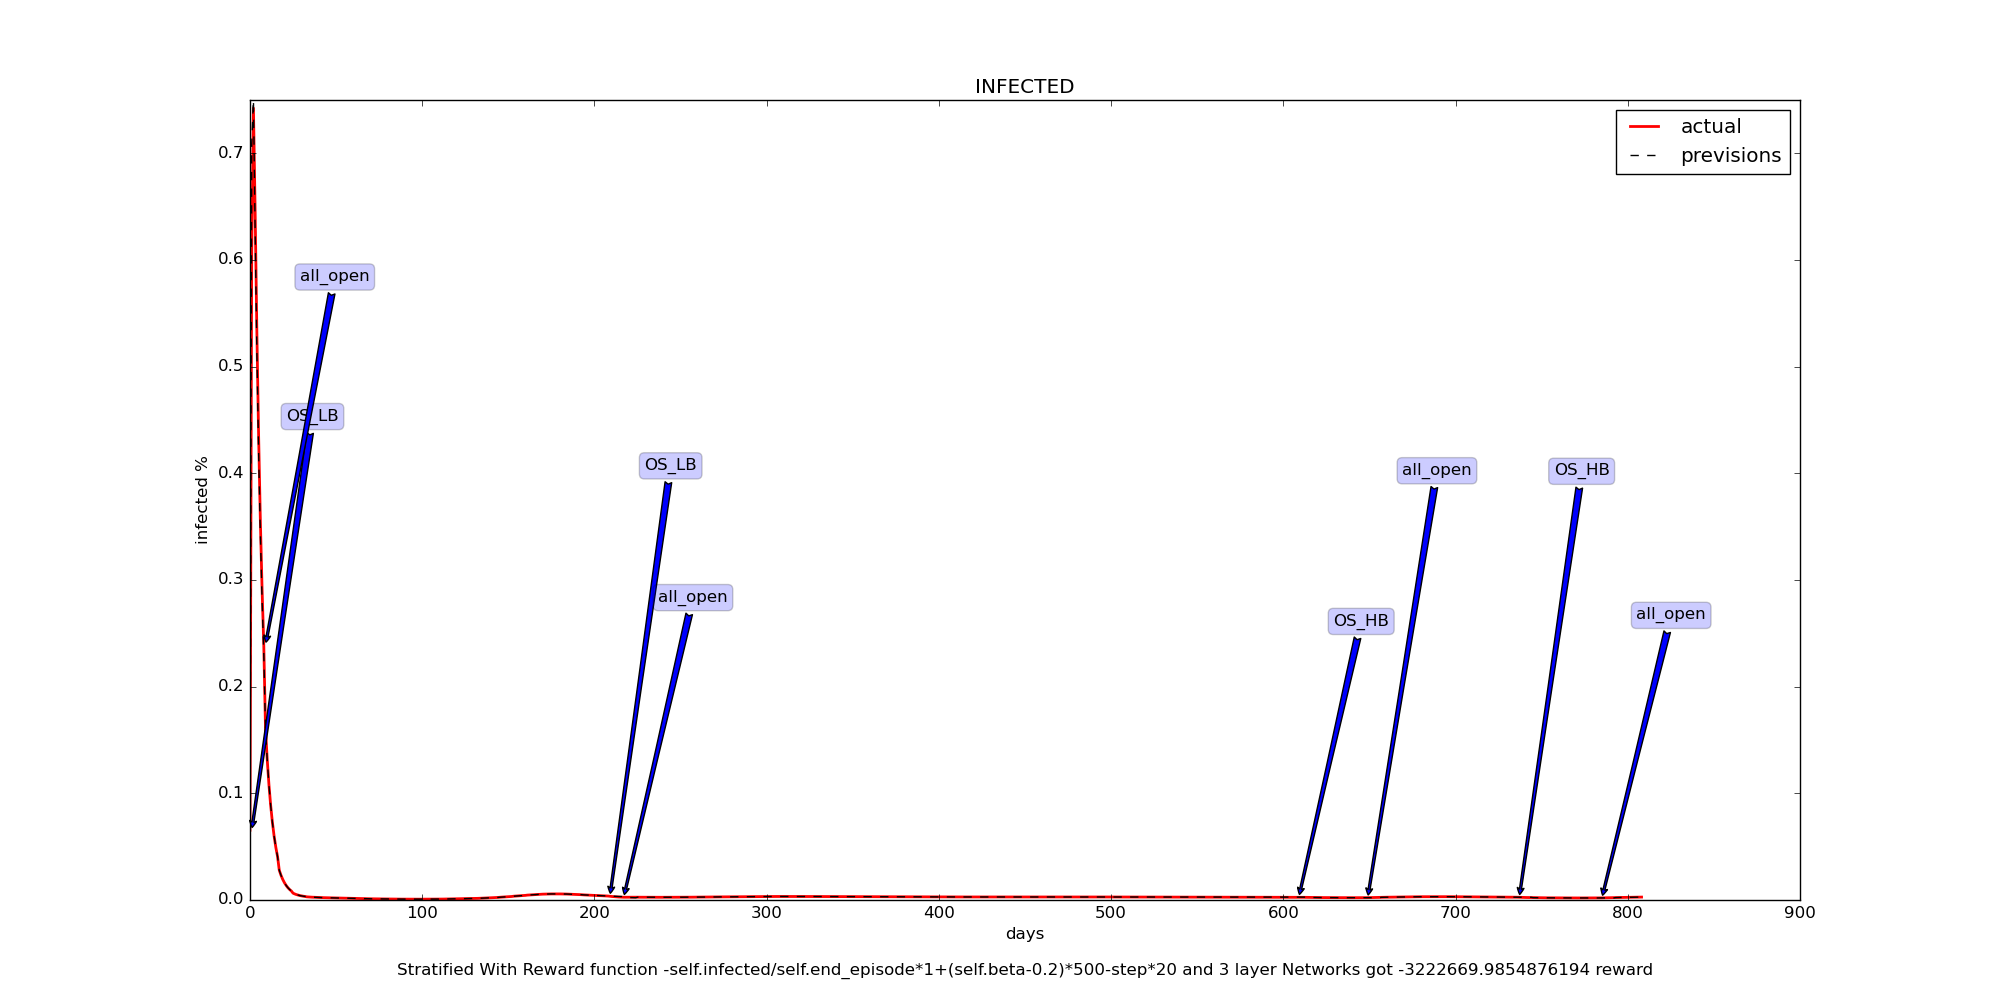 INFECTED
actual
previsions
0.7
0.6
0.5
0.4
0.3
0.2
0.1
0.0
infected %
all_open
OS_LB
OS_LB
all_open
OS_HB
all_open
OS_HB
all_open
0 100 200 300 400 500 600 700 800 900
days
Stratified With Reward function -self.infected/self.end_episode*1+(self.beta-0.2)*500-step*20 and 3 layer Networks got -3222669.9854876194 reward